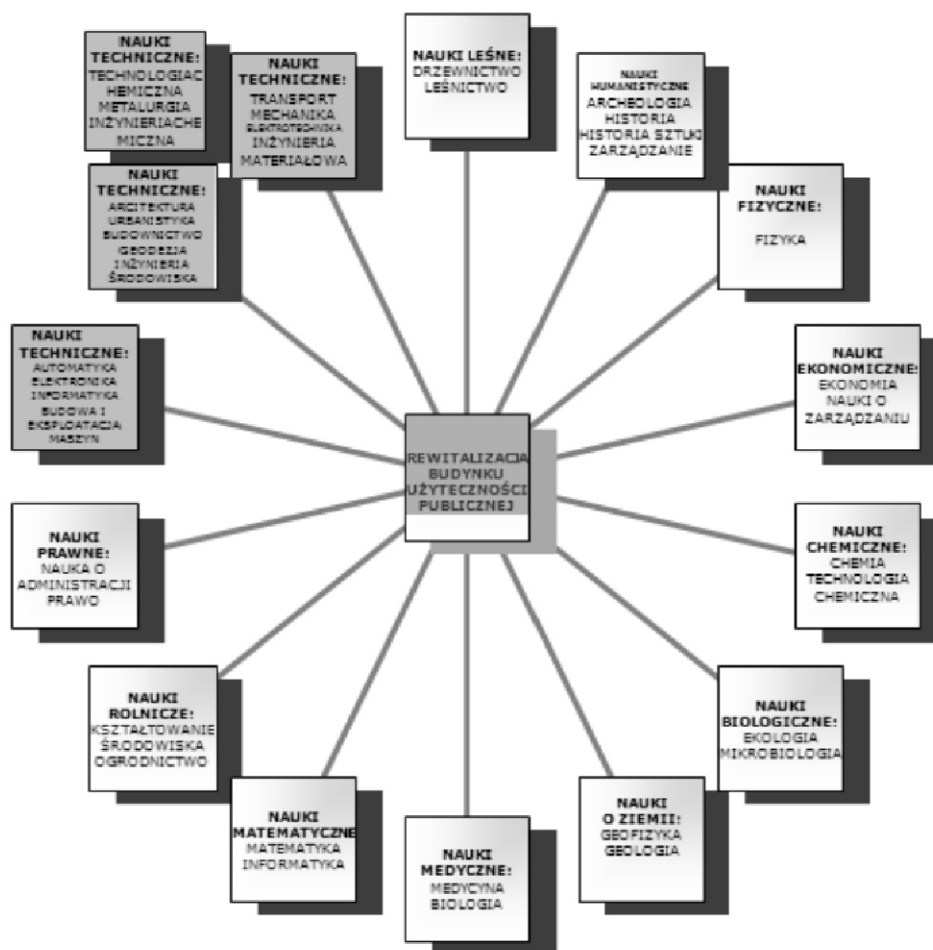 NAUKI
TECHNICZNE:
TECHNOLOGIAC
HEMICZNA
METALURGIA
INŻYNIERIACHE
MICZNA
NAUKI
TECHNICZNE:
TRANSPORT
MECHANIKA
ELEKTROTECHNIKA
INŻYNIERIA
MATERIAŁOWA
NAUKI LEŚNE:
DRZEWNICTWO
LEŚNICTWO
NAUKI
HUMANISTYCZNE
ARCHEOLOGIA
HISTORIA
HISTORIA SZTUKI
ZARZĄDZANIE
NAUKI
TECHNICZNE:
ARCITEKTURA
URBANISTYKA
BUDOWNICTWO
GEODEZJA
INŻYNIERIA
ŚRODOWISKA
NAUKI
FIZYCZNE:
FIZYKA
NAUKI
TECHNICZNE:
AUTOMATYKA
ELEKTRONIKA
INFORMATYKA
BUDOWA I
EKSPLOATACJA
MASZYN
NAUKI
EKONOMICZNE:
EKONOMIA
NAUKI O
ZARZĄDZANIU
REWITALIZACJA
BUDYNKU
UŻYTECZNOŚCI
PUBLICZNEJ
NAUKI
PRAWNE:
NAUKA O
ADMINISTRACJI
PRAWO
NAUKI
CHEMICZNE:
CHEMIA
TECHNOLOGIA
CHEMICZNA
NAUKI
ROLNICZE:
KSZTAŁTOWANIE
ŚRODOWISKA
OGRODNICTWO
NAUKI
BIOLOGICZNE:
EKOLOGIA
MIKROBIOLOGIA
NAUKI
MATEMATYCZNE
MATEMATYKA
INFORMATYKA
NAUKI
O ZIEMII:
GEOFIZYKA
GEOLOGIA
NAUKI
MEDYCZNE:
MEDYCYNA
BIOLOGIA